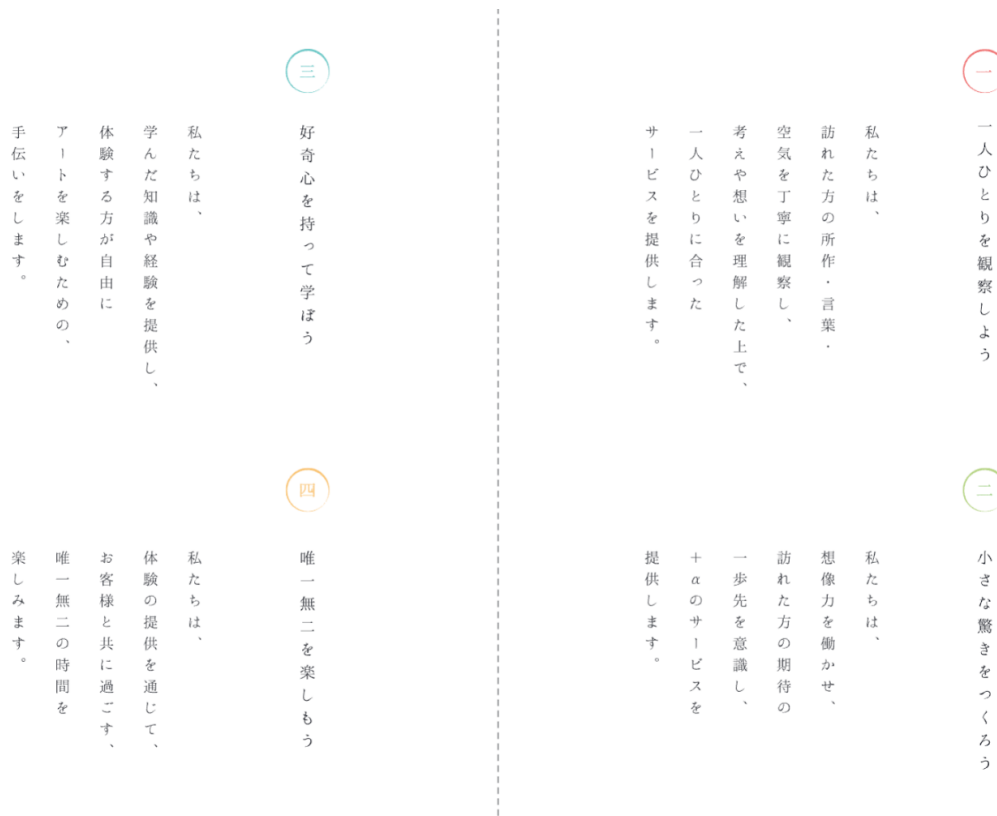 一
一人ひとりを観察しよう
私たちは、
訪れた方の所作・言葉・
空気を丁寧に観察し、
考えや想いを理解した上で、
一人ひとりに合った
サービスを提供します。
二
小さな驚きをつくろう
私たちは、
想像力を働かせ、
訪れた方の期待の
一歩先を意識し、
+αのサービスを
提供します。
三
好奇心を持って学ぼう
私たちは、
学んだ知識や経験を提供し、
体験する方が自由に
アートを楽しむための、
手伝いをします。
四
唯一無二を楽しもう
私たちは、
体験の提供を通じて、
お客様と共に過ごす、
唯一無二の時間を
楽しみます。